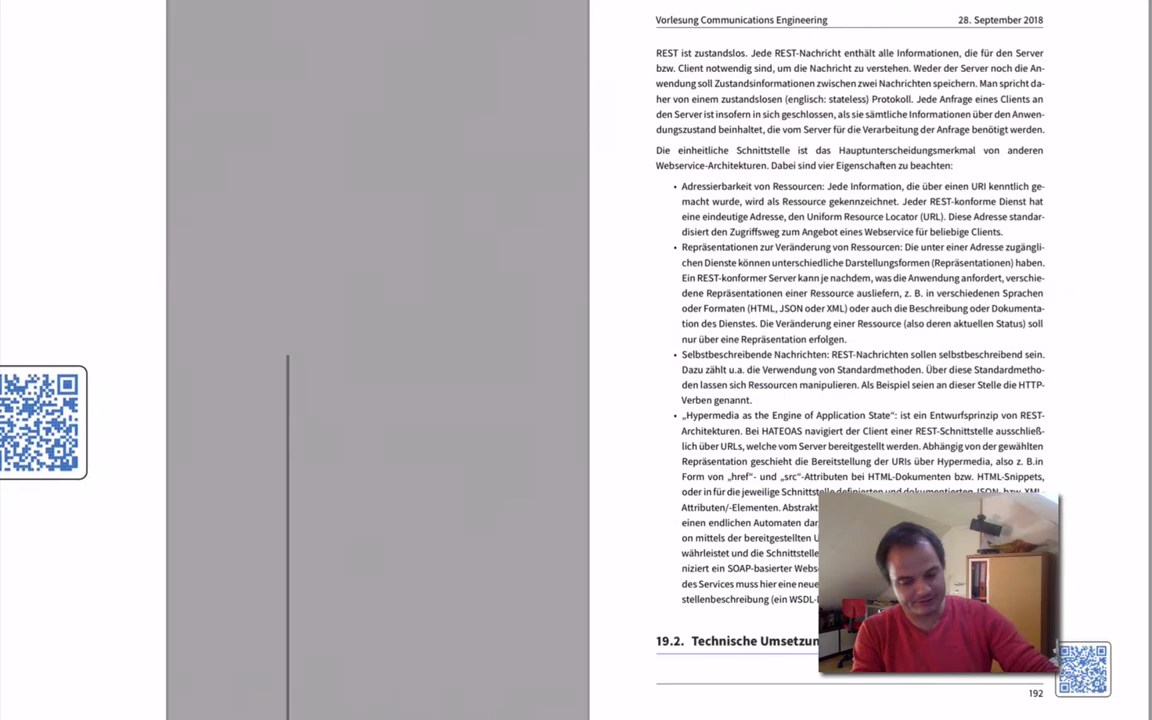 Vorlesung Communications Engineering 28. September 2018
REST ist zustandslos. Jede REST-Nachricht enthält alle Informationen, die für den Server
bzw. Client notwendig sind, um die Nachricht zu verstehen. Weder der Server noch die An-
wendung soll Zustandsinformationen zwischen zwei Nachrichten speichern. Man spricht da-
her von einem zustandslosen (englisch: stateless) Protokoll. Jede Anfrage eines Clients an
den Server ist insofern in sich geschlossen, als sie sämtliche Informationen über den Anwen-
dungszustand beinhaltet, die vom Server für die Verarbeitung der Anfrage benötigt werden.
Die einheitliche Schnittstelle ist das Hauptunterscheidungsmerkmal von anderen
Webservice-Architekturen. Dabei sind vier Eigenschaften zu beachten:
• Adressierbarkeit von Ressourcen: Jede Information, die über einen URI kenntlich ge-
macht wurde, wird als Ressource gekennzeichnet. Jeder REST-konforme Dienst hat
eine eindeutige Adresse, den Uniform Resource Locator (URL). Diese Adresse standar-
disiert den Zugriffsweg zum Angebot eines Webservice für beliebige Clients.
• Repräsentationen zur Veränderung von Ressourcen: Die unter einer Adresse zugängli-
chen Dienste können unterschiedliche Darstellungsformen (Repräsentationen) haben.
Ein REST-konformer Server kann je nachdem, was die Anwendung anfordert, verschie-
dene Repräsentationen einer Ressource ausliefern, z. B. in verschiedenen Sprachen
oder Formaten (HTML, JSON oder XML) oder auch die Beschreibung oder Dokumenta-
tion des Dienstes. Die Veränderung einer Ressource (also deren aktuellen Status) soll
nur über eine Repräsentation erfolgen.
• Selbstbeschreibende Nachrichten: REST-Nachrichten sollen selbstbeschreibend sein.
Dazu zählt u.a. die Verwendung von Standardmethoden. Über diese Standardmetho-
den lassen sich Ressourcen manipulieren. Als Beispiel seien an dieser Stelle die HTTP-
Verben genannt.
• „Hypermedia as the Engine of Application State“: ist ein Entwurfsprinzip von REST-
Architekturen. Bei HATEOAS navigiert der Client einer REST-Schnittstelle ausschließ-
lich über URLs, welche vom Server bereitgestellt werden. Abhängig von der gewählten
Repräsentation geschieht die Bereitstellung der URIs über Hypermedia, also z. B.in
Form von „href“- und „src“-Attributen bei HTML-Dokumenten bzw. HTML-Snippets,
oder in für die jeweilige Schnittstelle definierten und dokumentierten JSON- bzw. XML-
Attributen/-Elementen. Abstrakt
einen endlichen Automaten
on mittels der bereitgestellten
währleistet und die Schnittstelle
niziert ein SOAP-basierter
des Services muss hier eine neue
stellenbeschreibung (ein
19.2. Technische
192